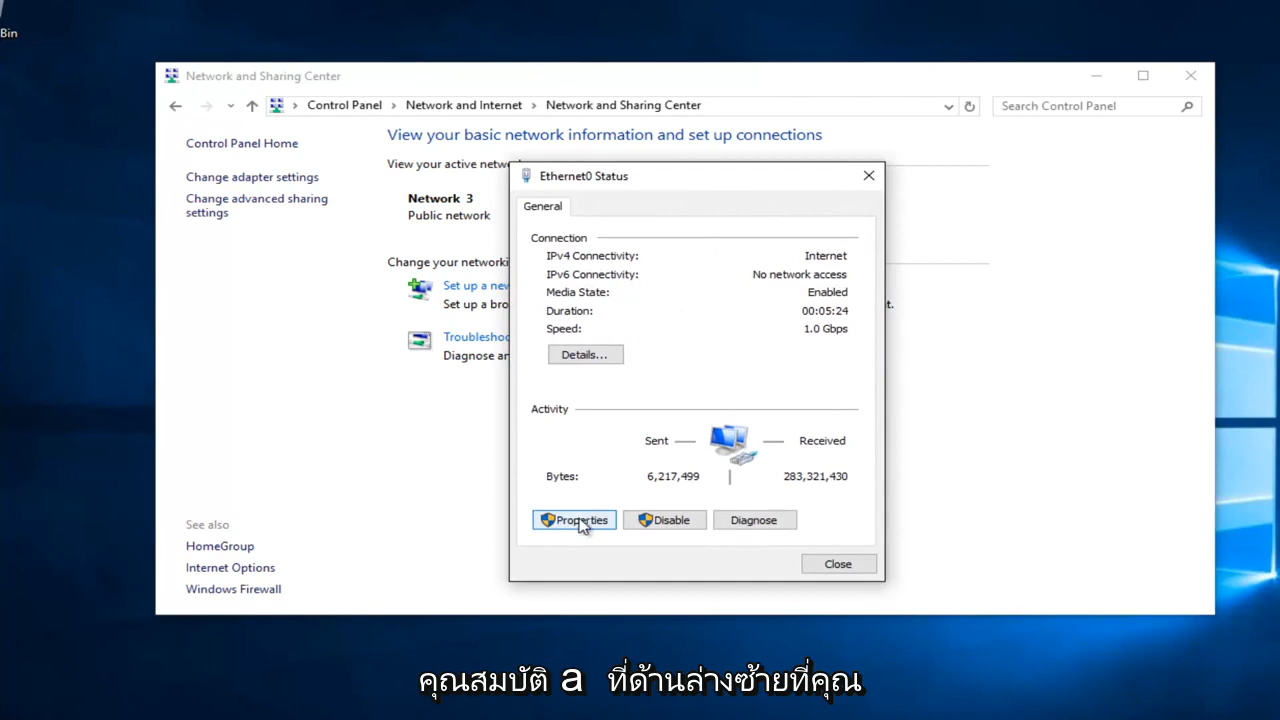 Bin
Network and Sharing Center
Control Panel Network and Internet Network and Sharing Center
Search Control Panel
Control Panel Home
Change adapter settings
Change advanced sharing
settings
See also
HomeGroup
Internet Options
Windows Firewall
View your basic network information and set up connections
View your active
Network 3
Public network
Change your
Set up a
Set up a
Diagnose
t.
Ethernet0 Status
General
Connection
IPv4 Connectivity: Internet
IPv6 Connectivity: No network access
Media State: Enabled
Duration: 00:05:24
Speed: 1.0 Gbps
Details...
Activity
Sent Received
Bytes: 6,217,499 283,321,430
Properties Disable Diagnose
Close
คุณสมบัติ a ที่ด้านล่างซ้ายที่คุณ